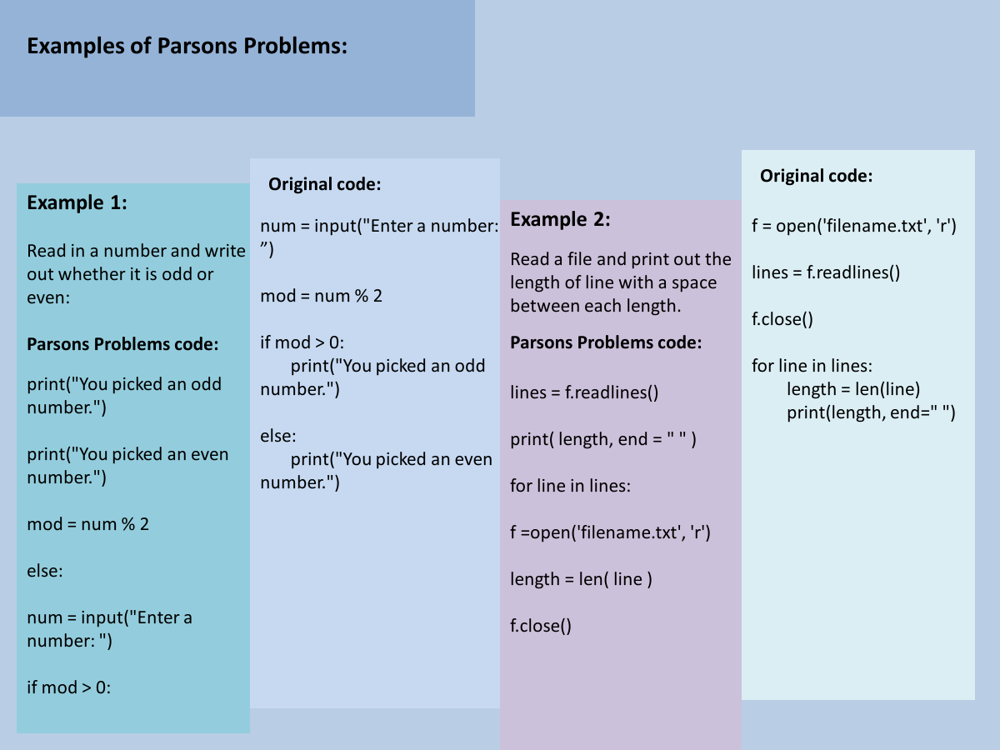 Examples of Parsons Problems:
Example 1:
Read in a number and write
out whether it is odd or
even:
Parsons Problems code:
print("You picked an odd
number.")
print("You picked an even
number.")
mod = num % 2
else:
num = input("Enter a
number: ")
if mod > 0:
Original code:
num = input("Enter a number:
”)
mod = num % 2
if mod > 0:
print("You picked an odd
number.")
else:
print("You picked an even
number.")
Example 2:
Read a file and print out the
length of line with a space
between each length.
Parsons Problems code:
lines = f.readlines()
print( length, end = " " )
for line in lines:
f =open('filename.txt', 'r')
length = len( line )
f.close()
Original code:
f = open('filename.txt', 'r')
lines = f.readlines()
f.close()
for line in lines:
length = len(line)
print(length, end=" ")